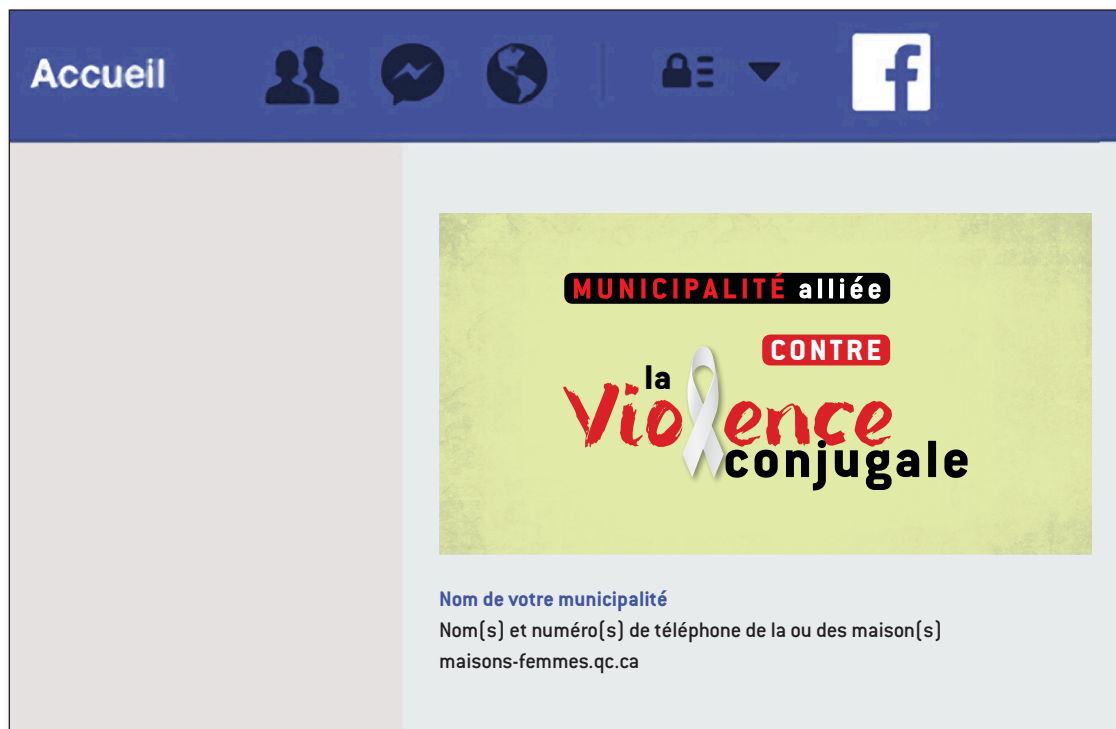 Accueil
f
MUNICIPALITÉ alliée
CONTRE
la
Violence
conjugale
Nom de votre municipalité
Nom(s) et numéro(s) de téléphone de la ou des maison(s)
maisons-femmes.qc.ca